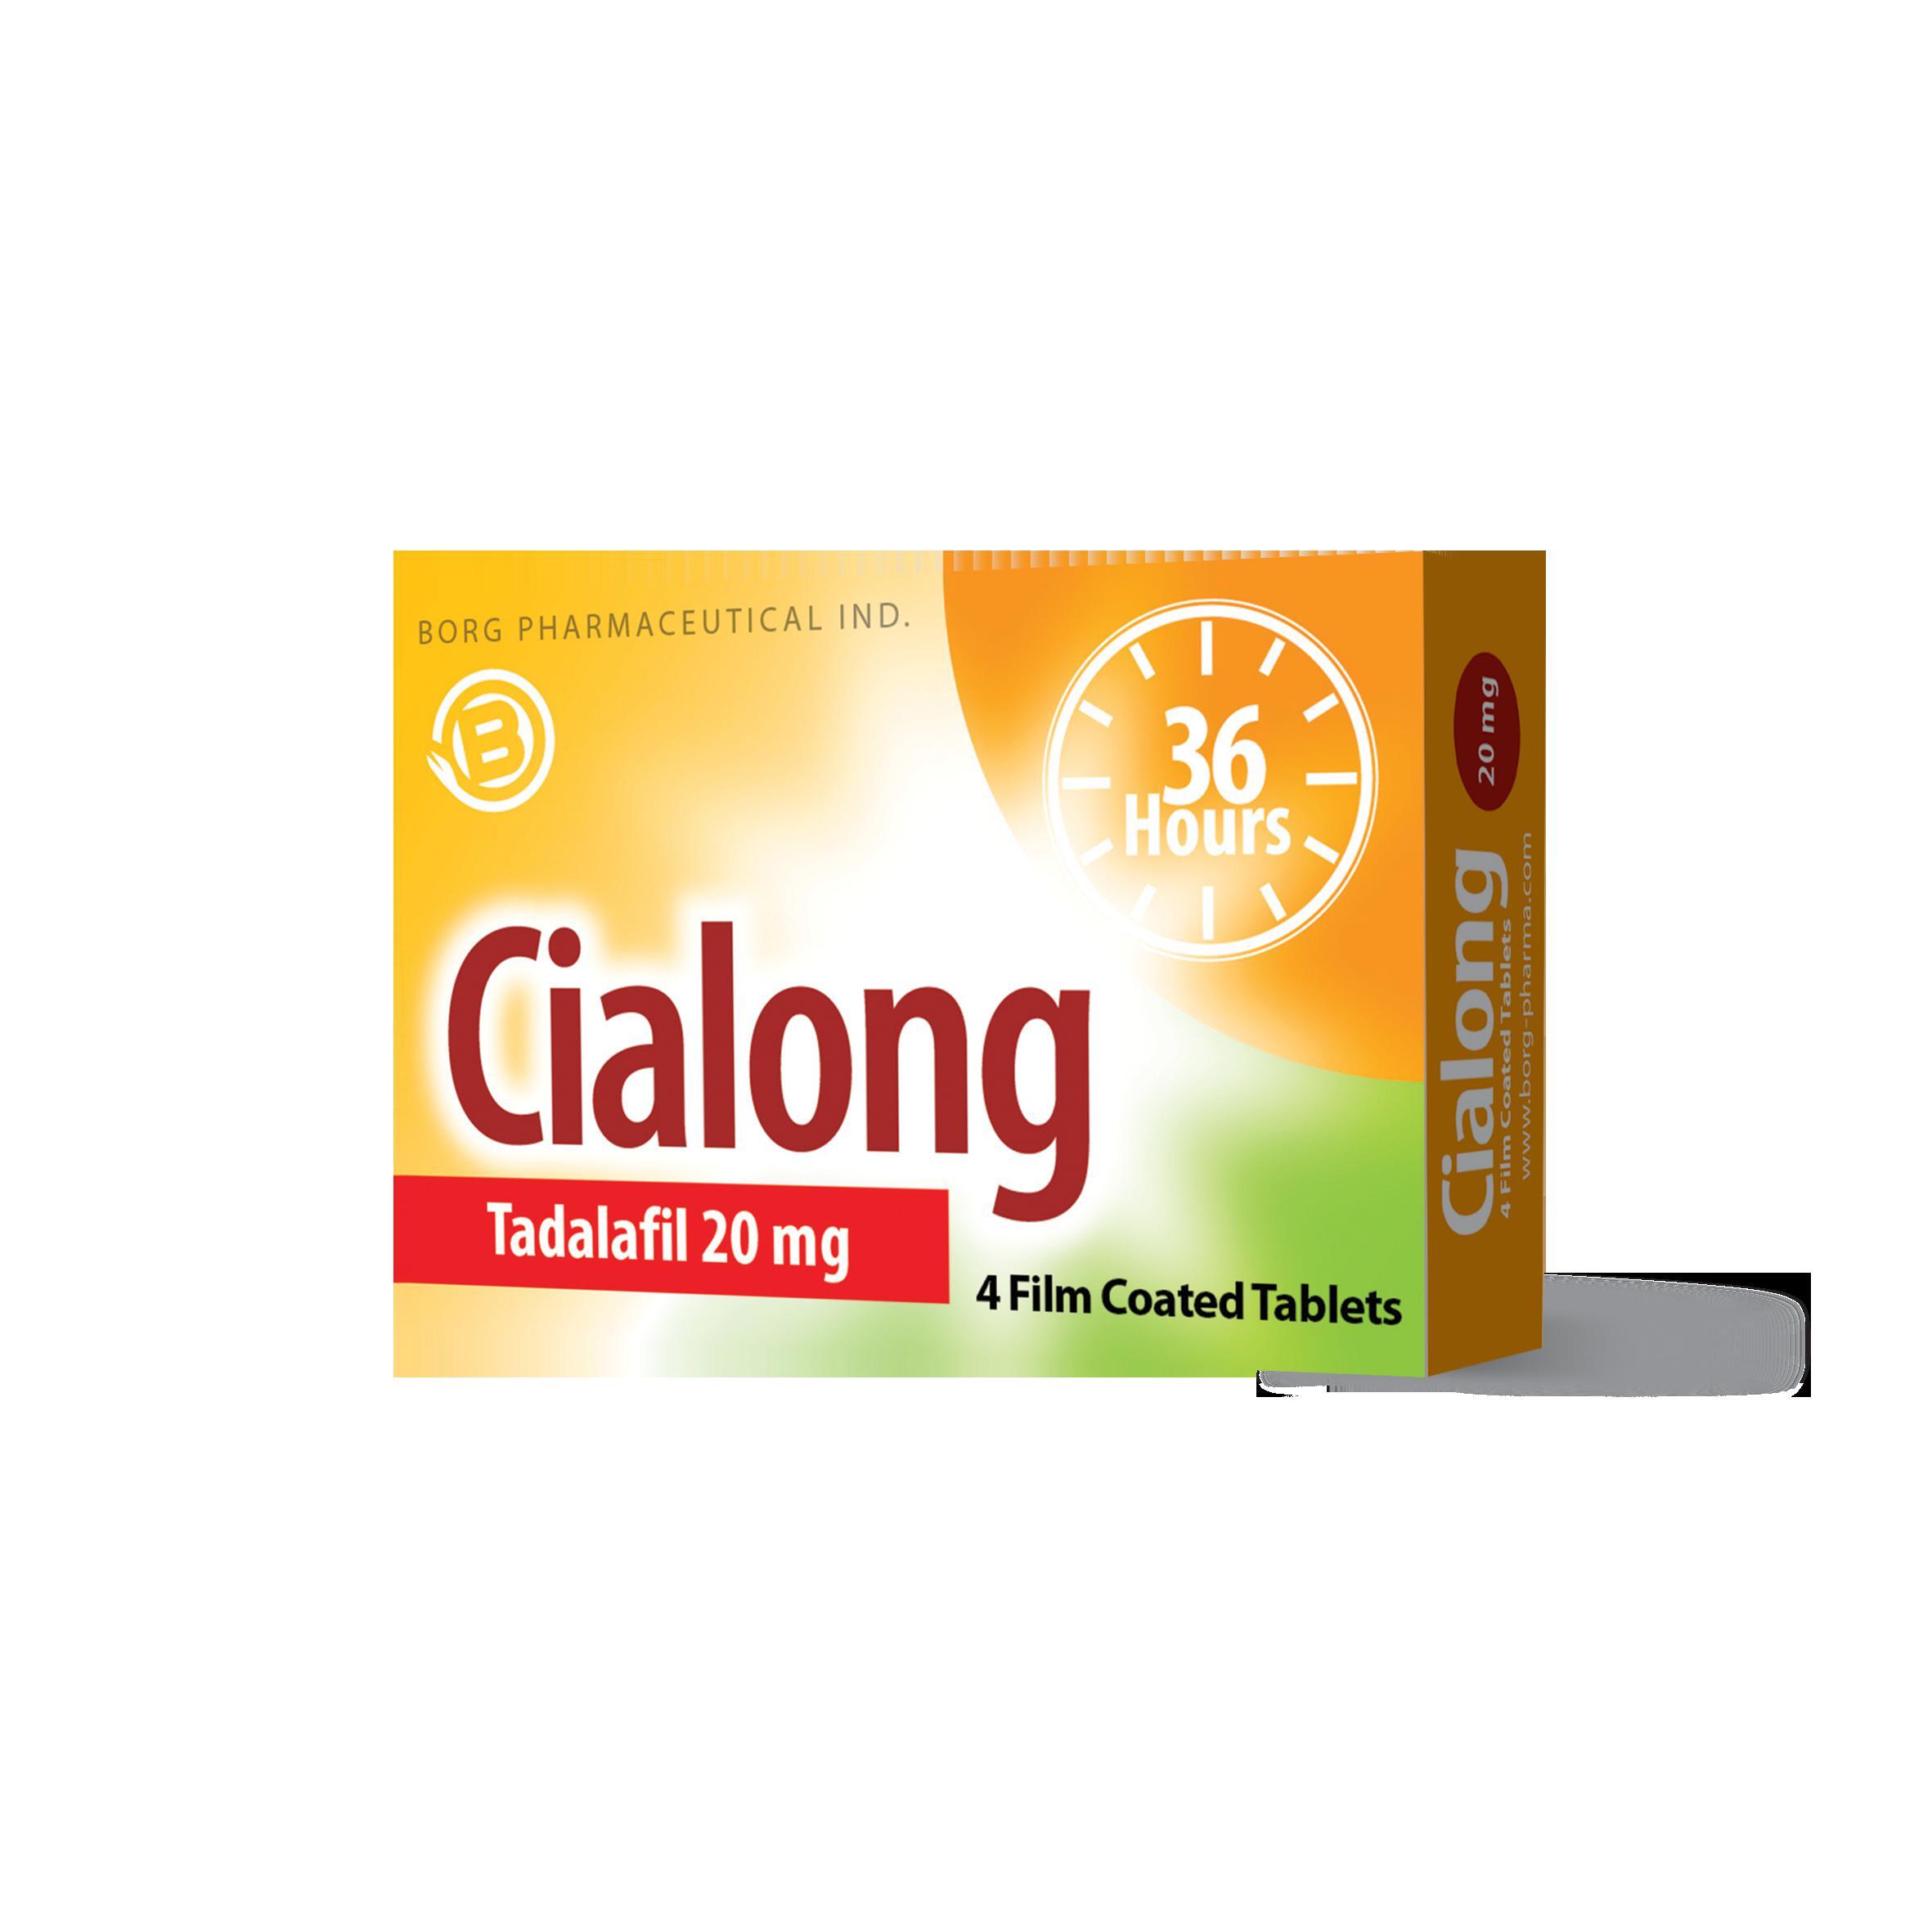 BORG PHARMACEUTICAL IND.
B
36
Hours
Cialong
Tadalafil 20 mg
4 Film Coated Tablets
Cialong 20 mg
4 Film Coated Tablets
www.borg-pharma.com